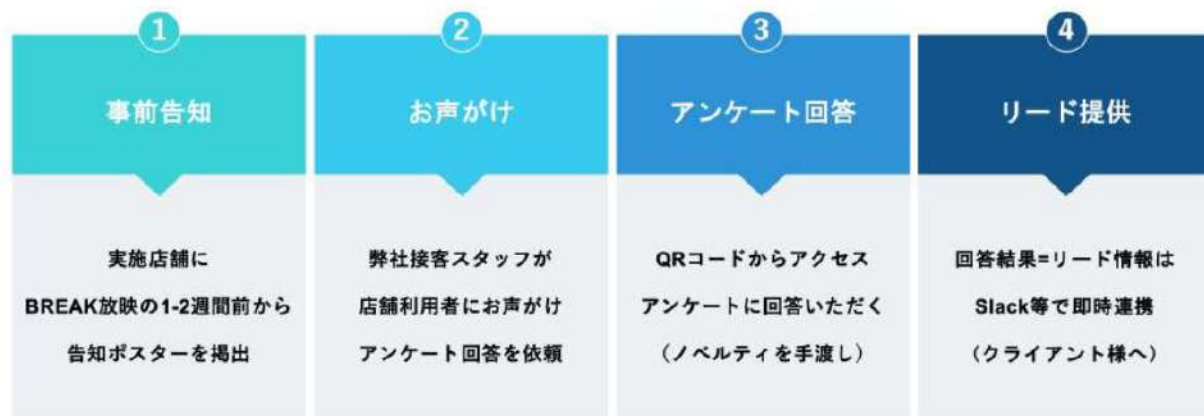 1
事前告知
実施店舗に
BREAK放映の1-2週間前から
告知ポスターを掲出
2
お声がけ
弊社接客スタッフが
店舗利用者にお声がけ
アンケート回答を依頼
3
アンケート回答
QRコードからアクセス
アンケートに回答いただく
（ノベルティを手渡し）
4
リード提供
回答結果=リード情報は
Slack等で即時連携
（クライアント様へ）